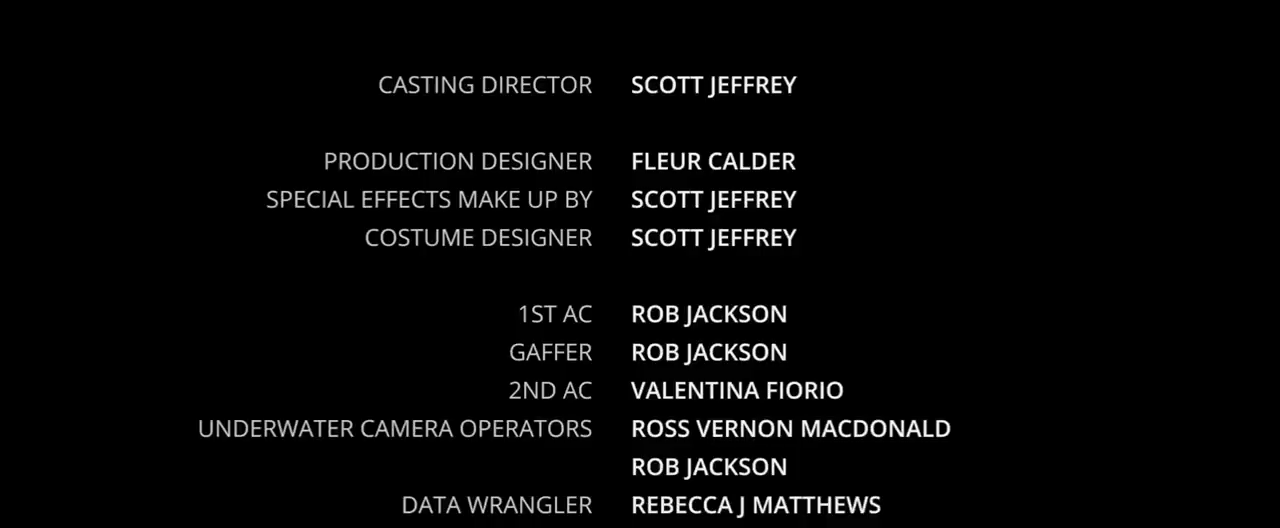 CASTING DIRECTOR SCOTT JEFFREY
PRODUCTION DESIGNER FLEUR CALDER
SPECIAL EFFECTS MAKE UP BY SCOTT JEFFREY
COSTUME DESIGNER SCOTT JEFFREY
1ST AC ROB JACKSON
GAFFER ROB JACKSON
2ND AC VALENTINA FIORIO
UNDERWATER CAMERA OPERATORS ROSS VERNON MACDONALD
ROB JACKSON
DATA WRANGLER REBECCA J MATTHEWS